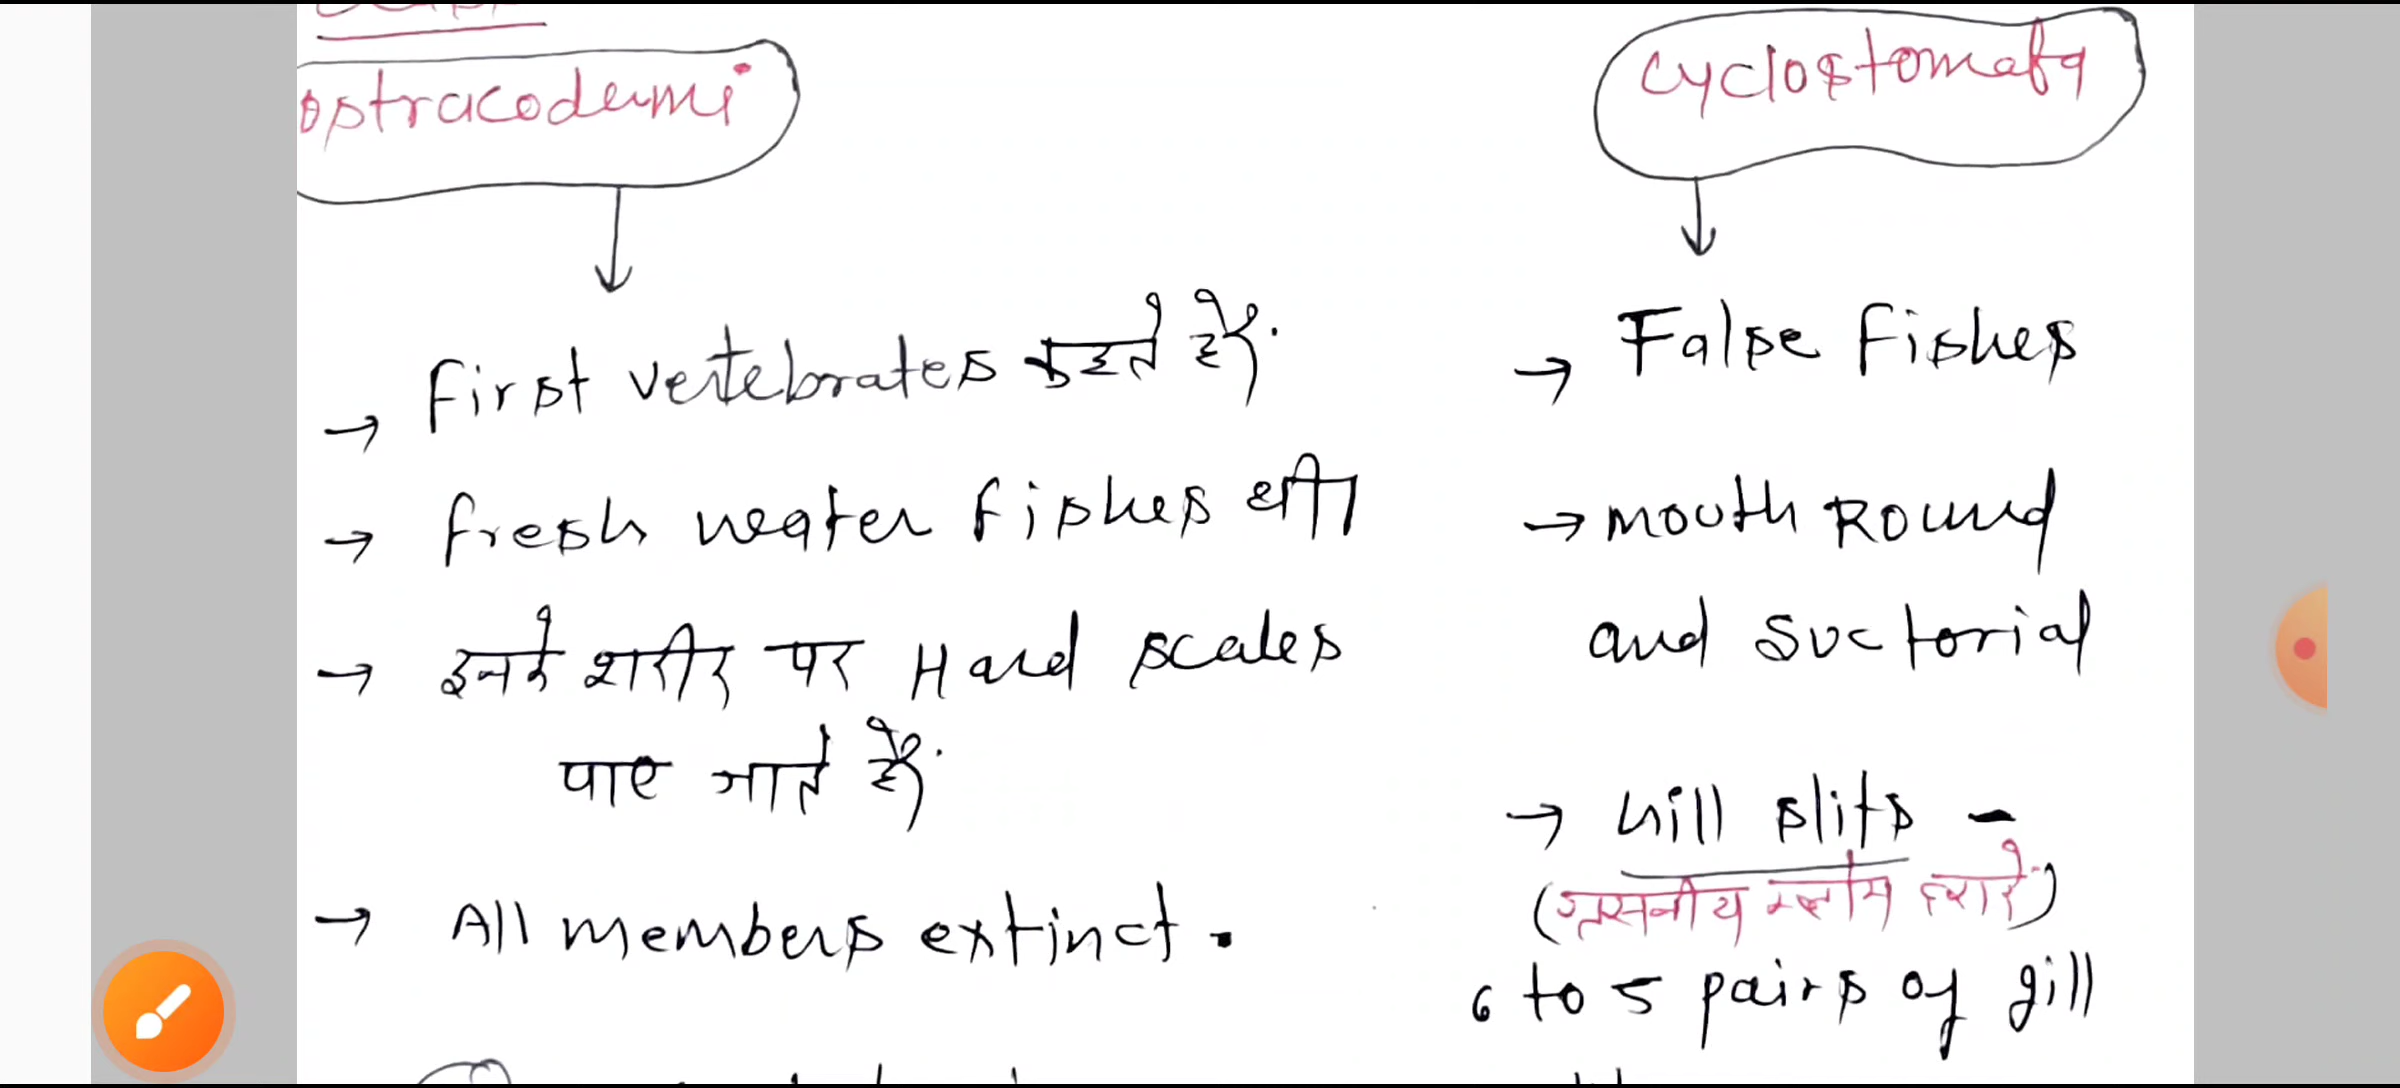 Ostracodermi
→ First vertebrates कहते हैं.
→ fresh water fishes थी
→ इनके शरीर पर Hard scales
पाए जाते हैं.
→ All members extinct.
Cyclostomata
→ False Fishes
→ mouth Round
and Suctorial
→ Gill slits -
6 to 5 pairs of gill